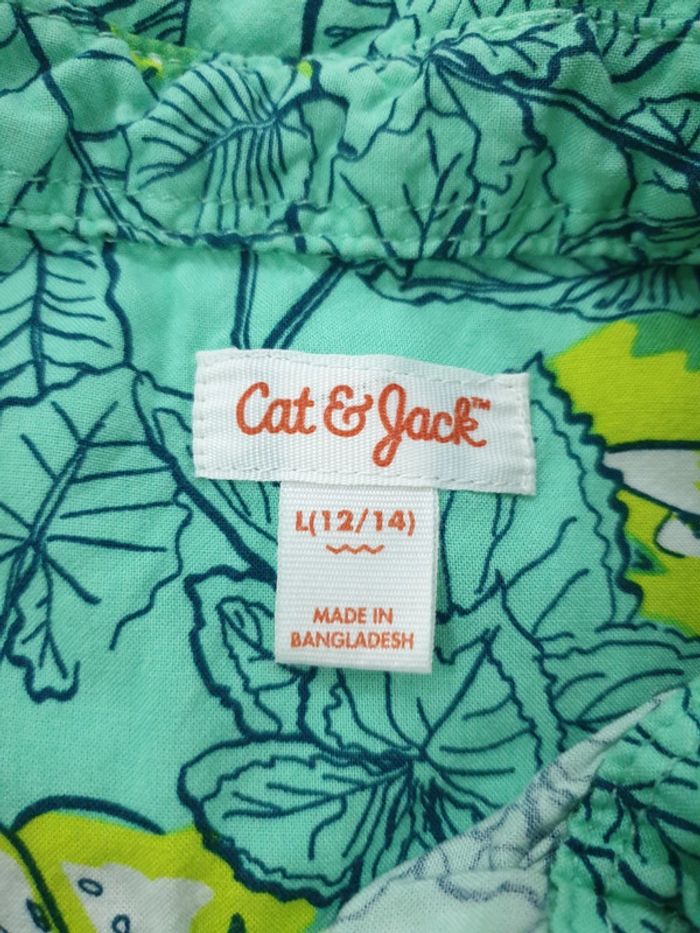 Cat & Jack™
L(12/14)
MADE IN
BANGLADESH